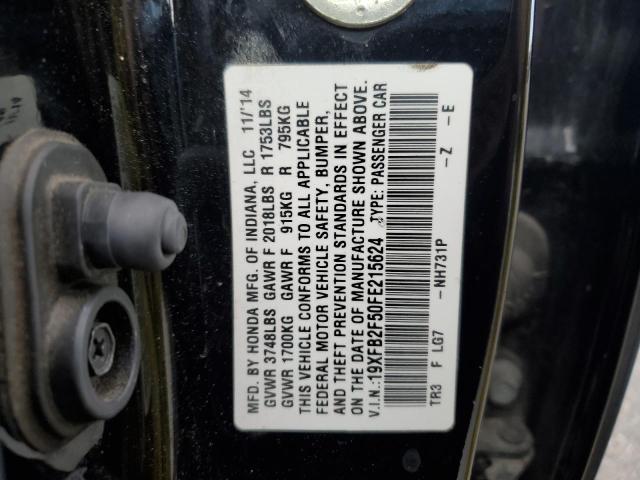 MFD. BY HONDA MFG. OF INDIANA, LLC 11/'14
GVWR 3748LBS GAWR F 2018LBS R 1753LBS
GVWR 1700KG GAWR F 915KG R 795KG
THIS VEHICLE CONFORMS TO ALL APPLICABLE
FEDERAL MOTOR VEHICLE SAFETY, BUMPER,
AND THEFT PREVENTION STANDARDS IN EFFECT
ON THE DATE OF MANUFACTURE SHOWN ABOVE.
V.I.N.: 19XFB2F50FE215624 TYPE: PASSENGER CAR
TR3 F LG7 -NH731P -Z -E